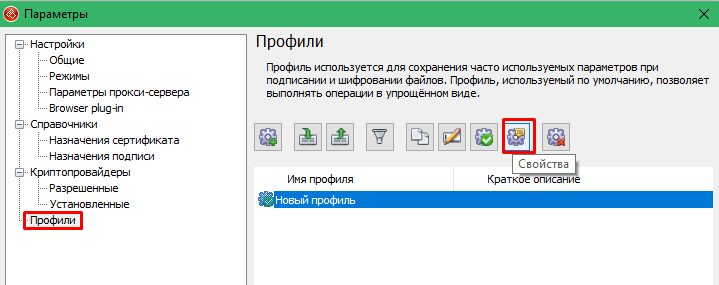 Параметры
Настройки
Общие
Режимы
Параметры прокси-сервера
Browser plug-in
Справочники
Назначения сертификата
Назначения подписи
Криптопровайдеры
Разрешенные
Установленные
Профили
Профили
Профиль используется для сохранения часто используемых параметров при
подписании и шифровании файлов. Профиль, используемый по умолчанию, позволяет
выполнять операции в упрощённом виде.
Свойства
Имя профиля
Краткое описание
Новый профиль